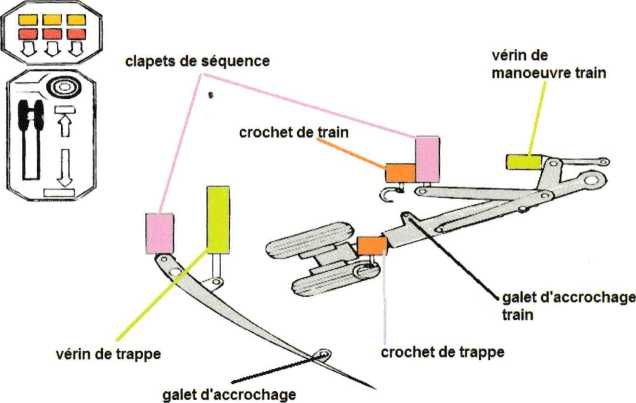 clapets de séquence
vérin de
manoeuvre train
crochet de train
galet d'accrochage
train
vérin de trappe
crochet de trappe
galet d'accrochage